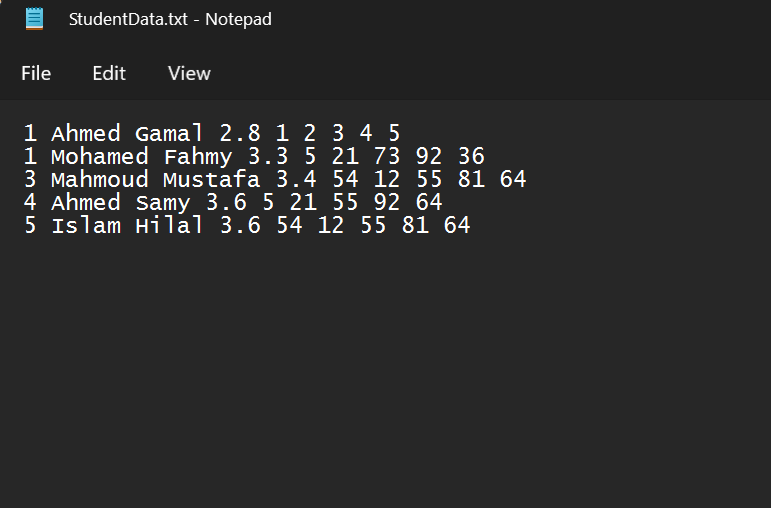 StudentData.txt - Notepad
File Edit View
1 Ahmed Gamal 2.8 1 2 3 4 5
1 Mohamed Fahmy 3.3 5 21 73 92 36
3 Mahmoud Mustafa 3.4 54 12 55 81 64
4 Ahmed Samy 3.6 5 21 55 92 64
5 Islam Hilal 3.6 54 12 55 81 64